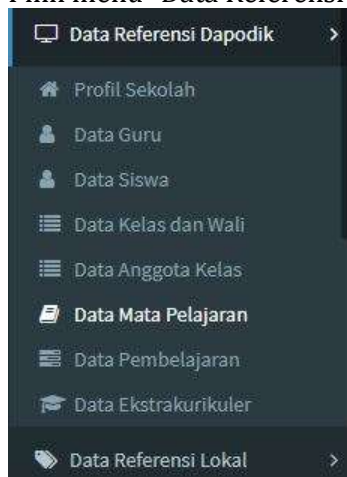 Data Referensi Dapodik
Profil Sekolah
Data Guru
Data Siswa
Data Kelas dan Wali
Data Anggota Kelas
Data Mata Pelajaran
Data Pembelajaran
Data Ekstrakurikuler
Data Referensi Lokal